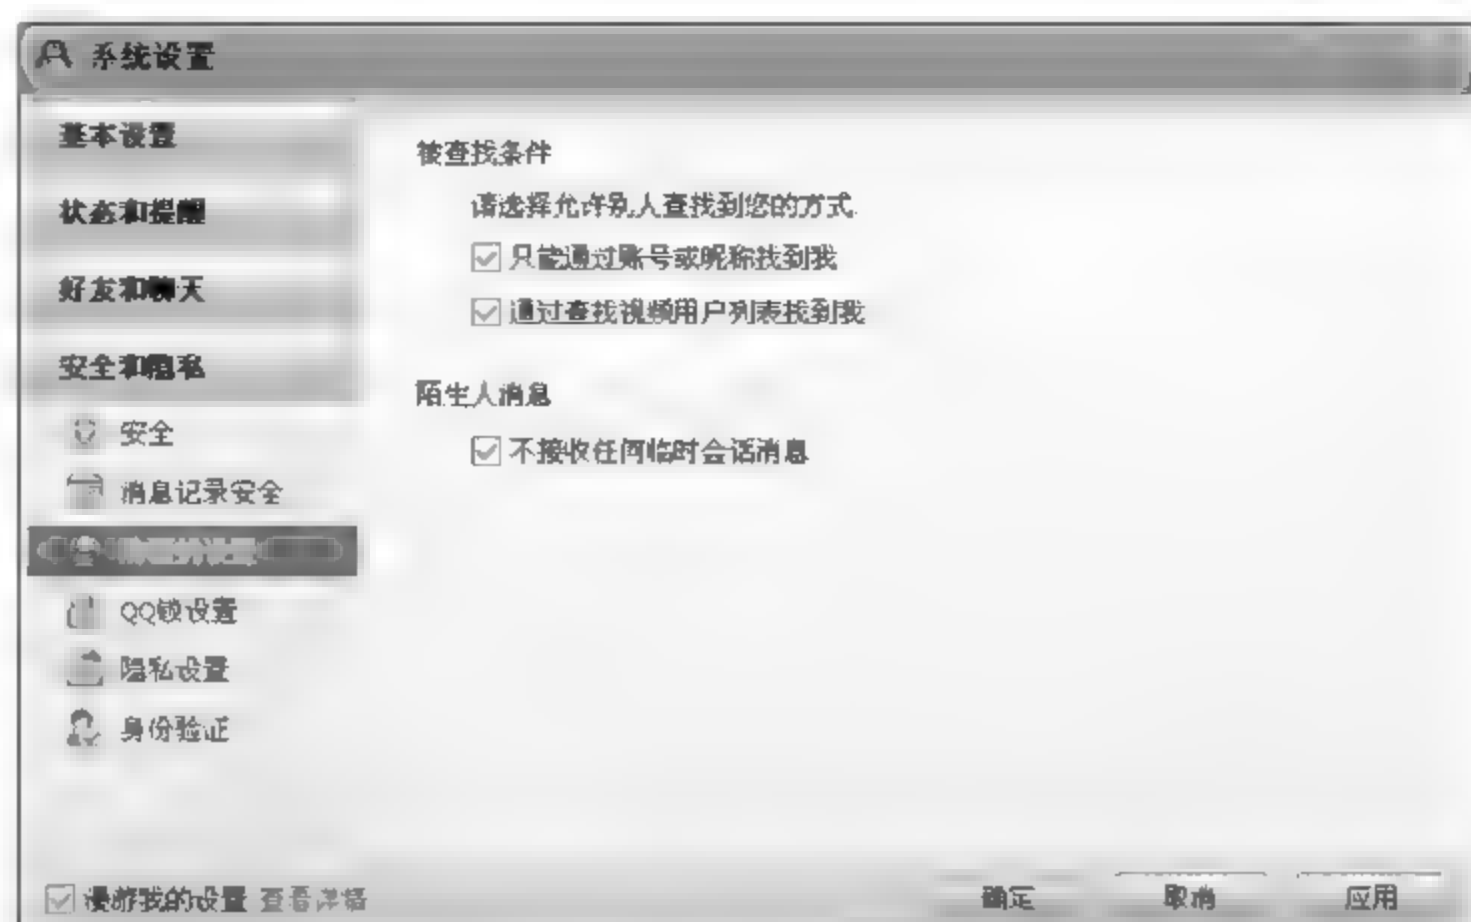 系统设置
基本设置
状态和提醒
好友和聊天
安全和隐私
安全
消息记录安全
QQ锁设置
隐私设置
身份验证
被查找条件
请选择允许别人查找到您的方式
只能通过账号或昵称找到我
通过查找视频用户列表找到我
陌生人消息
不接收任何临时会话消息
漫游我的设置 查看详情
确定 取消 应用